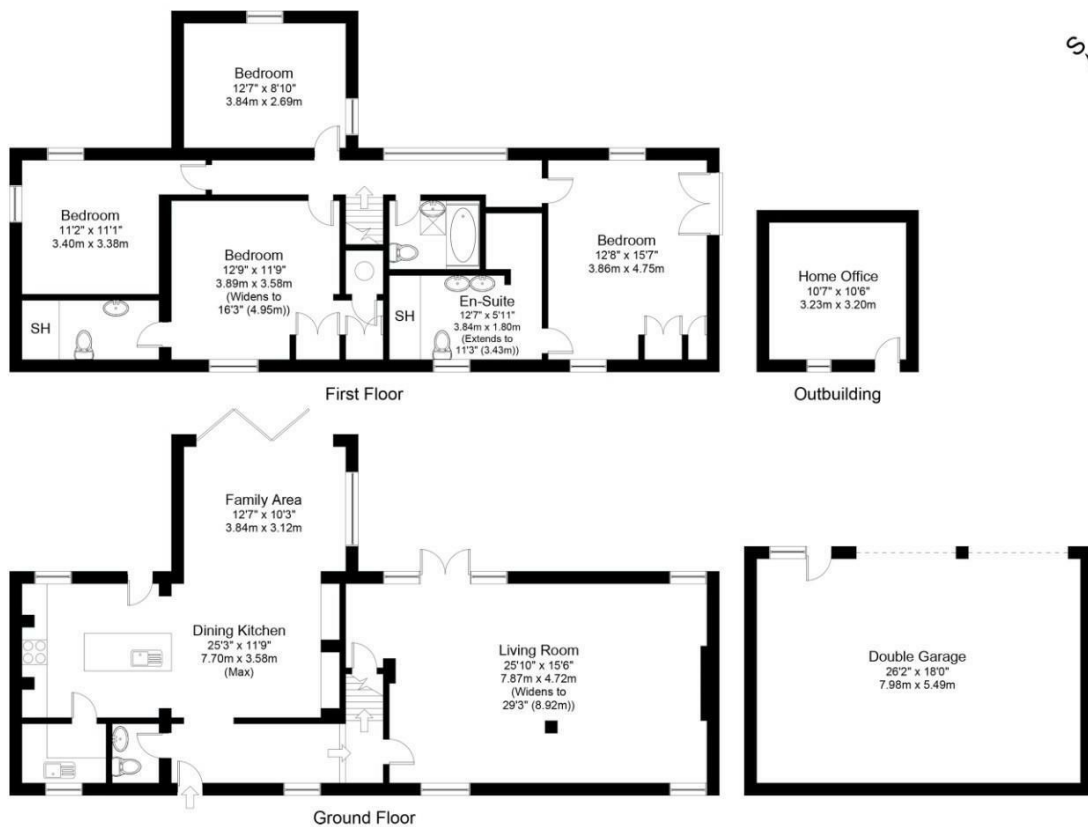 S
Bedroom
12'7" x 8'10"
3.84m x 2.69m
Bedroom
11'2" x 11'1"
3.40m x 3.38m
Bedroom
12'9" x 11'9"
3.89m x 3.58m
(Widens to
16'3" (4.95m))
En-Suite
12'7" x 5'11"
3.84m x 1.80m
(Extends to
11'3" (3.43m))
Bedroom
12'8" x 15'7"
3.86m x 4.75m
SH
SH
First Floor
Home Office
10'7" x 10'6"
3.23m x 3.20m
Outbuilding
Family Area
12'7" x 10'3"
3.84m x 3.12m
Dining Kitchen
25'3" x 11'9"
7.70m x 3.58m
(Max)
Living Room
25'10" x 15'6"
7.87m x 4.72m
(Widens to
29'3" (8.92m))
Double Garage
26'2" x 18'0"
7.98m x 5.49m
Ground Floor